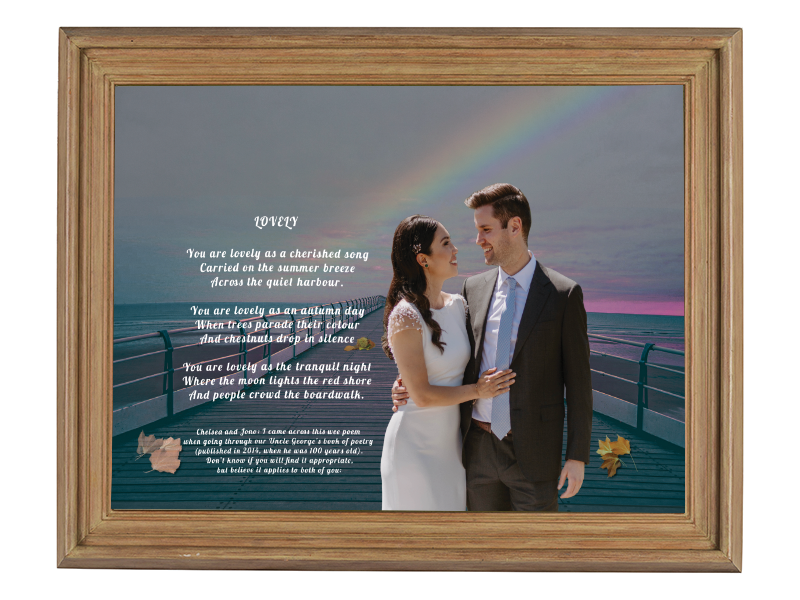 LOVELY
You are lovely as a cherished song
Carried on the summer breeze
Across the quiet harbour.
You are lovely as an autumn day
When trees parade their colour
And chestnuts drop in silence
You are lovely as the tranquil night
Where the moon lights the red shore
And people crowd the boardwalk.
Chelsea and Jono: I came across this wee poem
when going through our Uncle George's book of poetry
(published in 2014, when he was 100 years old).
Don't know if you will find it appropriate,
but believe it applies to both of you: